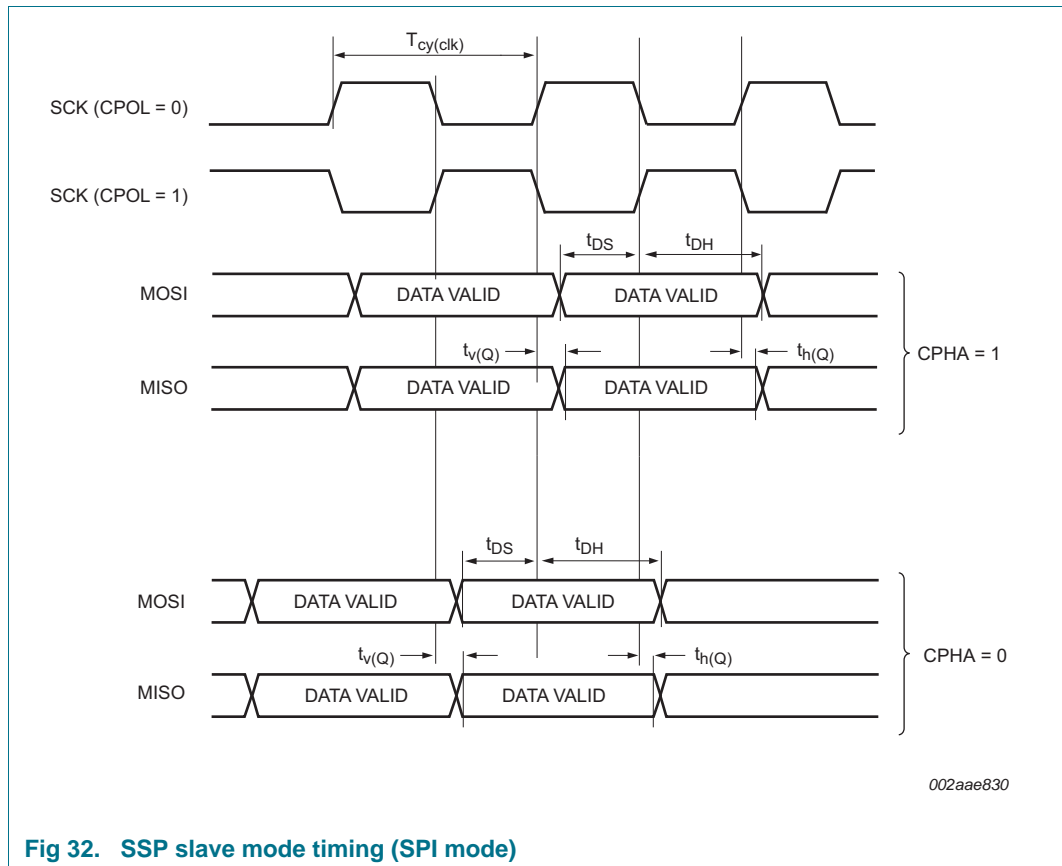 Tcy(clk)
SCK (CPOL = 0)
SCK (CPOL = 1)
tDS tDH
MOSI DATA VALID DATA VALID
tv(Q) th(Q)
CPHA = 1
MISO DATA VALID DATA VALID
tDS tDH
MOSI DATA VALID DATA VALID
tv(Q) th(Q)
CPHA = 0
MISO DATA VALID DATA VALID
002aae830
Fig 32. SSP slave mode timing (SPI mode)